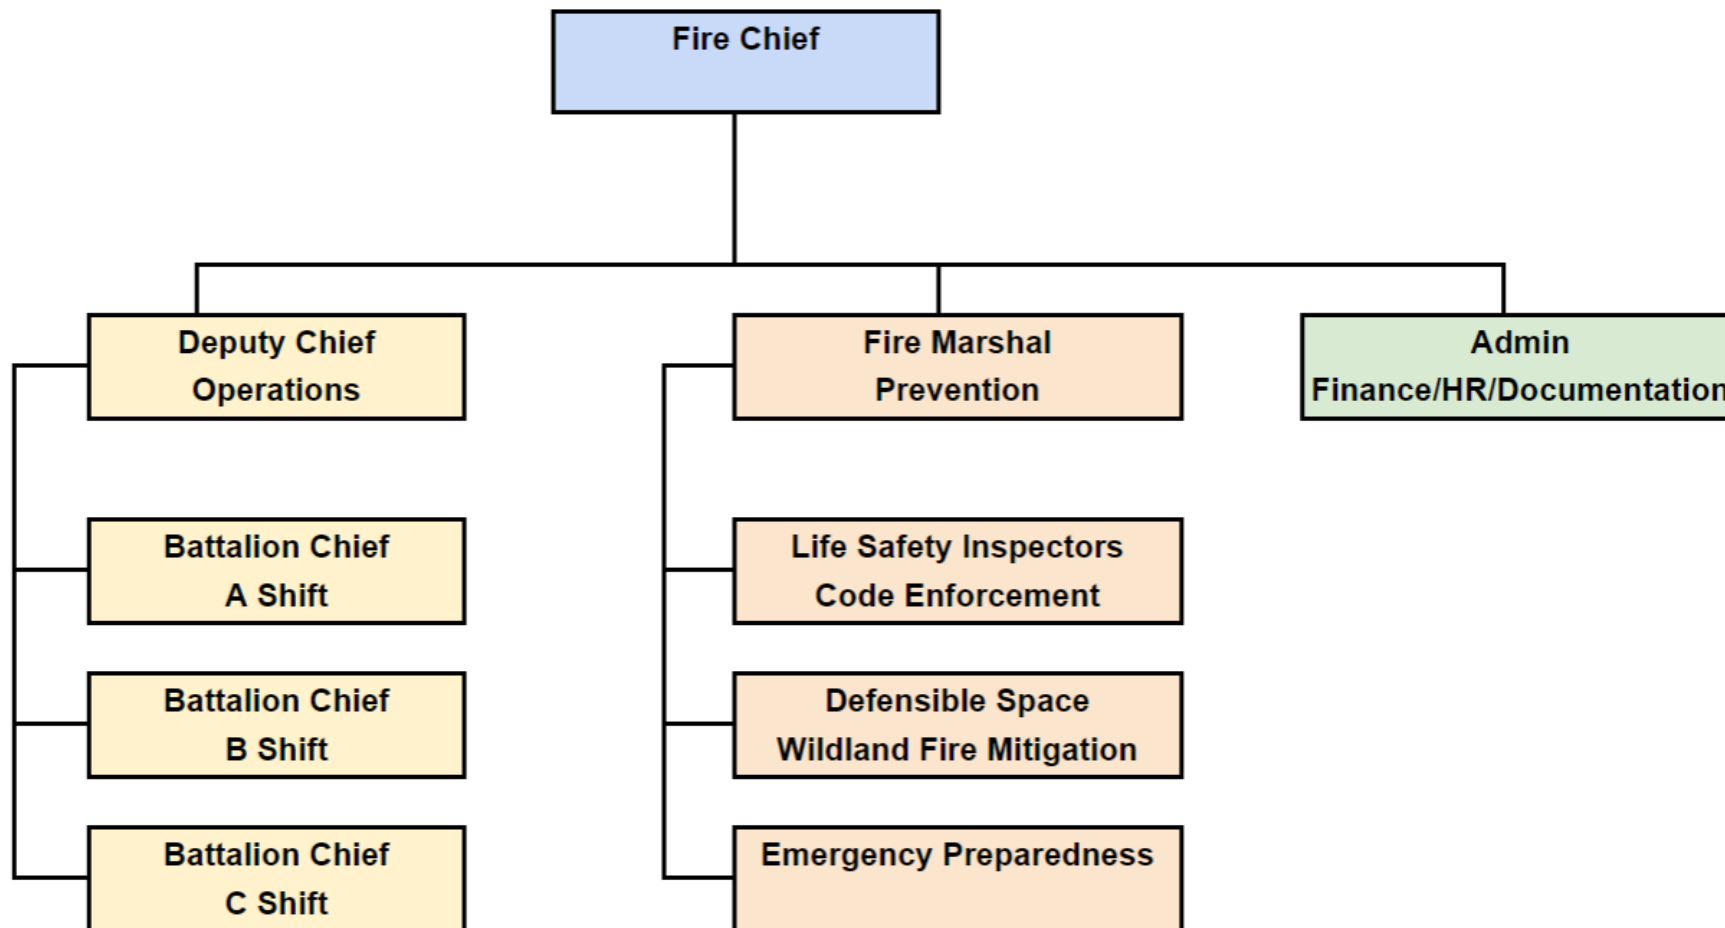 Fire Chief
Deputy Chief
Operations
Fire Marshal
Prevention
Admin
Finance/HR/Documentation
Battalion Chief
A Shift
Life Safety Inspectors
Code Enforcement
Battalion Chief
B Shift
Defensible Space
Wildland Fire Mitigation
Battalion Chief
C Shift
Emergency Preparedness